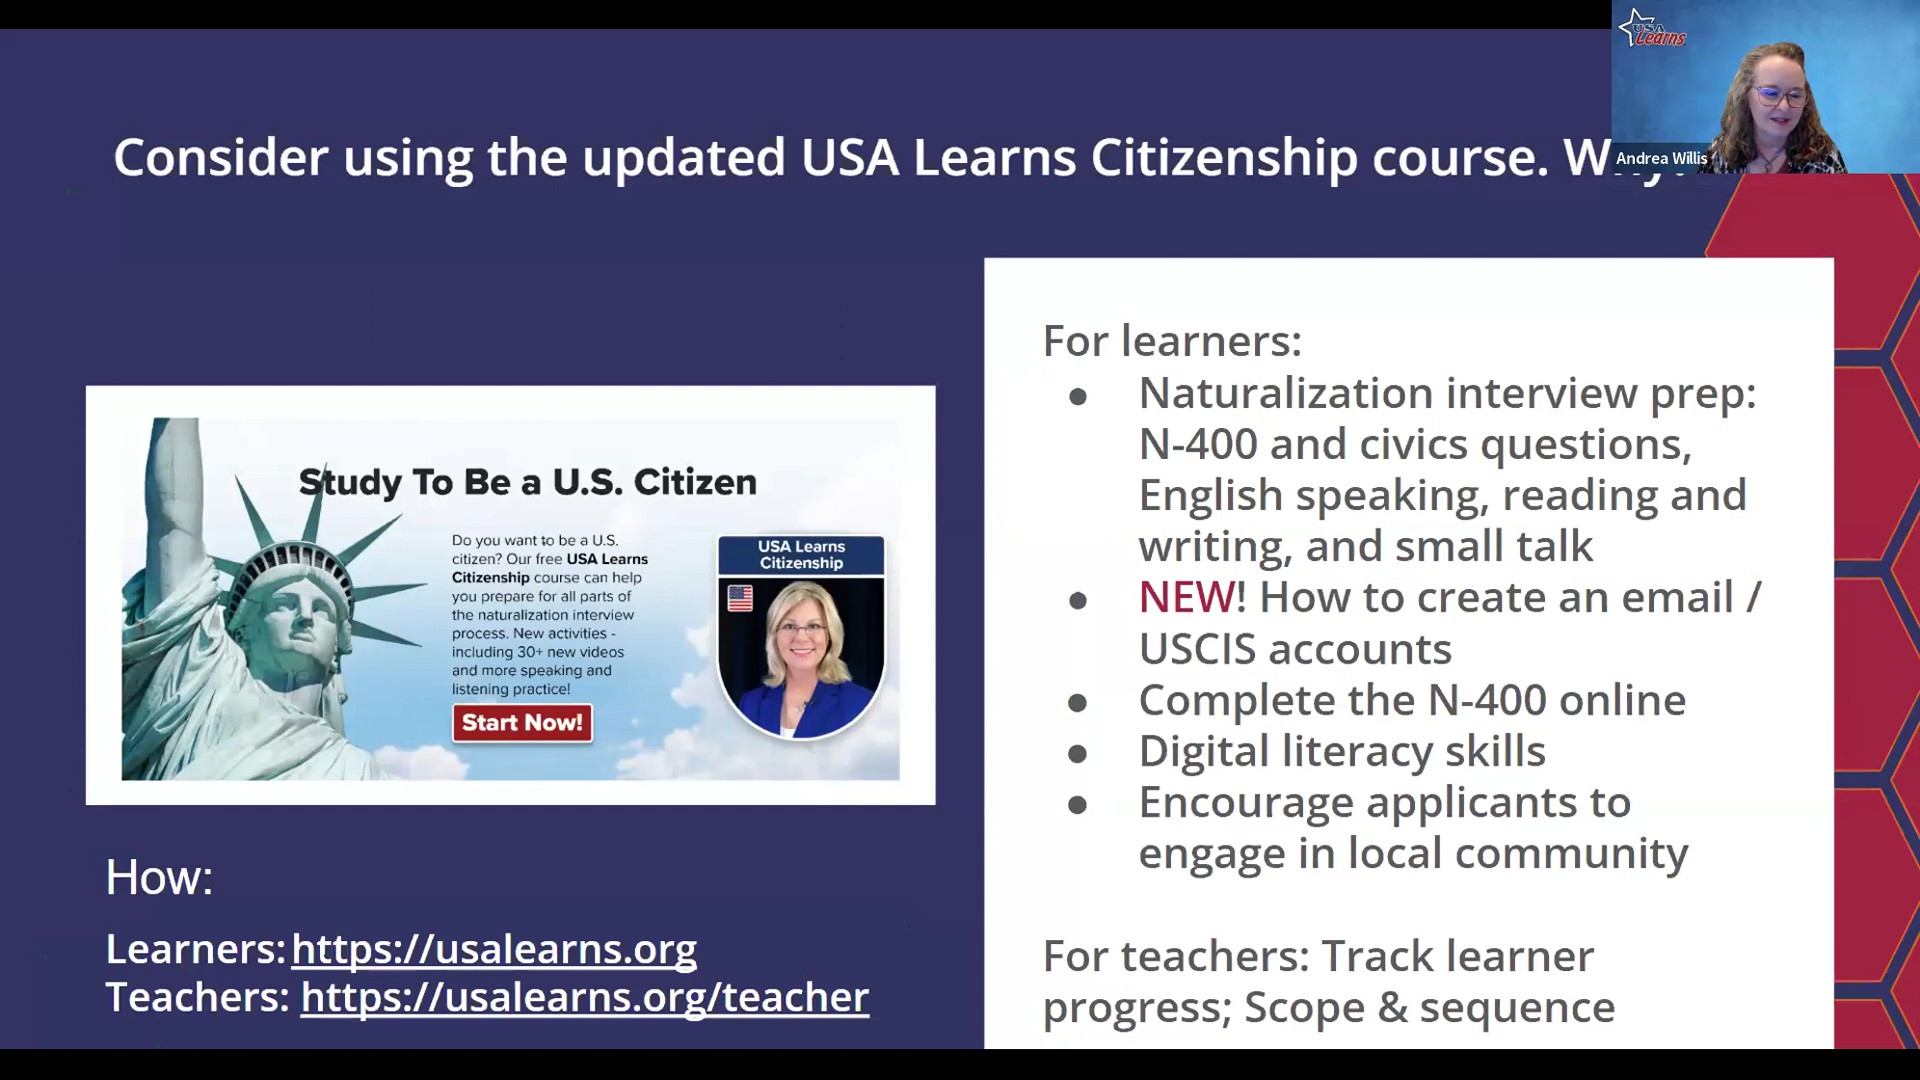 USA
Learns
Andrea Willis
Consider using the updated USA Learns Citizenship course.
Study To Be a U.S. Citizen
Do you want to be a U.S.
citizen? Our free USA Learns
Citizenship course can help
you prepare for all parts of
the naturalization interview
process. New activities -
including 30+ new videos
and more speaking and
listening practice!
Start Now!
USA Learns
Citizenship
How:
Learners: https://usalearns.org
Teachers: https://usalearns.org/teacher
For learners:
● Naturalization interview prep:
N-400 and civics questions,
English speaking, reading and
writing, and small talk
● NEW! How to create an email /
USCIS accounts
● Complete the N-400 online
● Digital literacy skills
● Encourage applicants to
engage in local community
For teachers: Track learner
progress; Scope & sequence